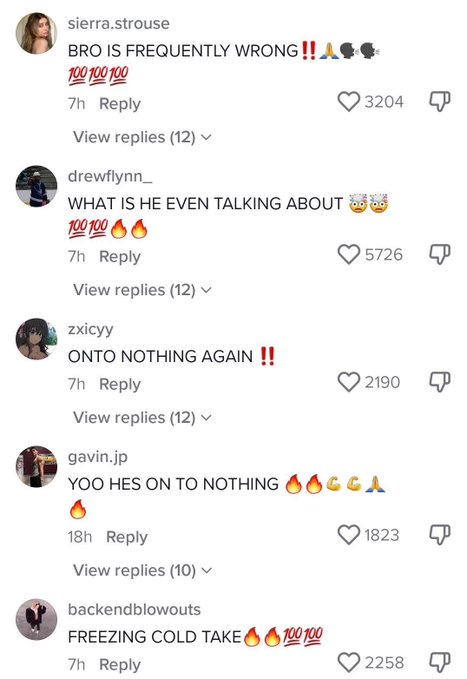 sierra.strouse
BRO IS FREQUENTLY WRONG‼️🙏🗣️🗣️
💯💯💯
7h Reply 3204
View replies (12)
drewflynn_
WHAT IS HE EVEN TALKING ABOUT 🤯🤯
💯💯🔥🔥
7h Reply 5726
View replies (12)
zxicyy
ONTO NOTHING AGAIN ‼️
7h Reply 2190
View replies (12)
gavin.jp
YOO HES ON TO NOTHING 🔥🔥💪💪🙏
🔥
18h Reply 1823
View replies (10)
backendblowouts
FREEZING COLD TAKE🔥🔥💯💯
7h Reply 2258